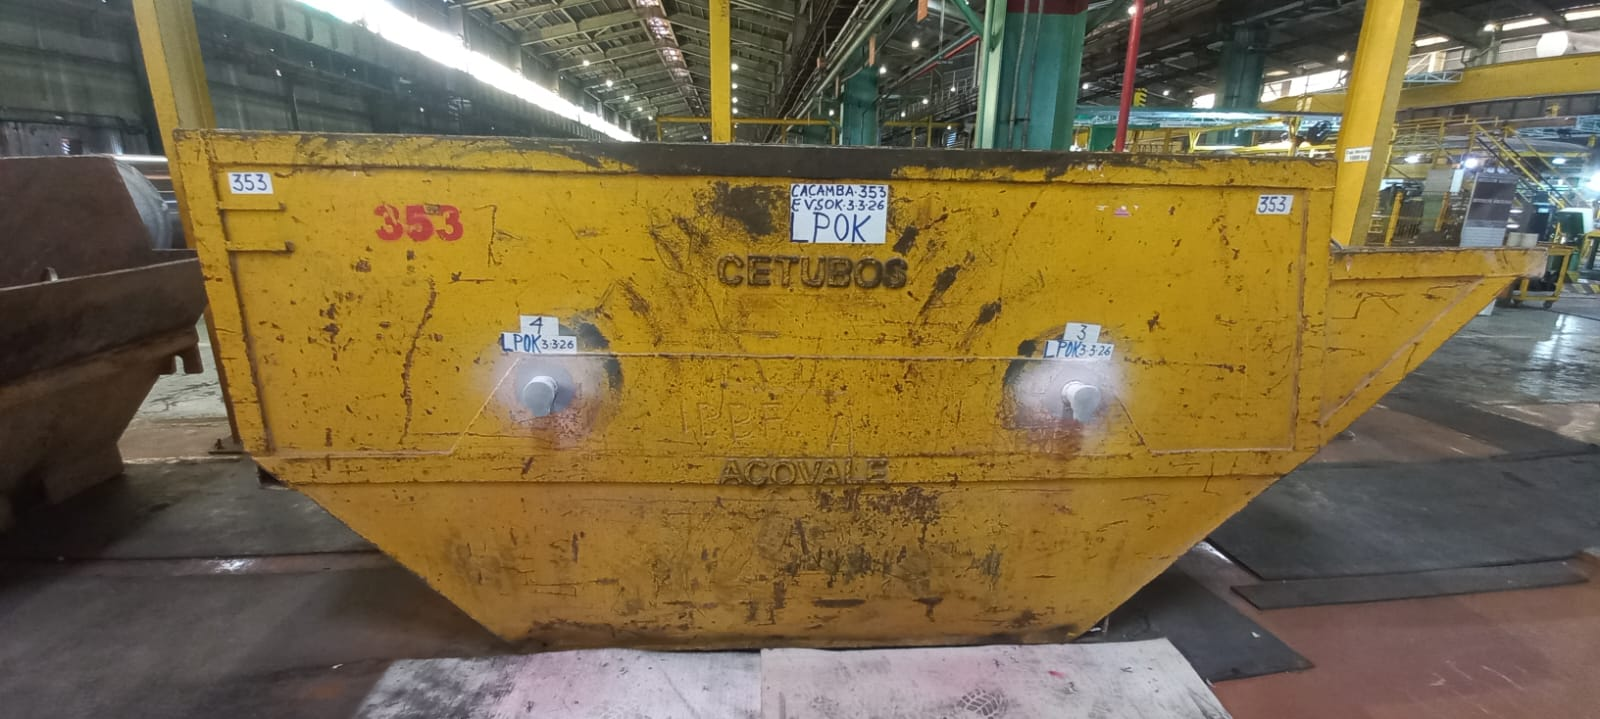 353
353
CACAMBA·353
EVSOK·3·3·26
LPOK
353
CETUBOS
4
LPOK 3·3·26
3
LPOK 3·3·26
ACOVALE